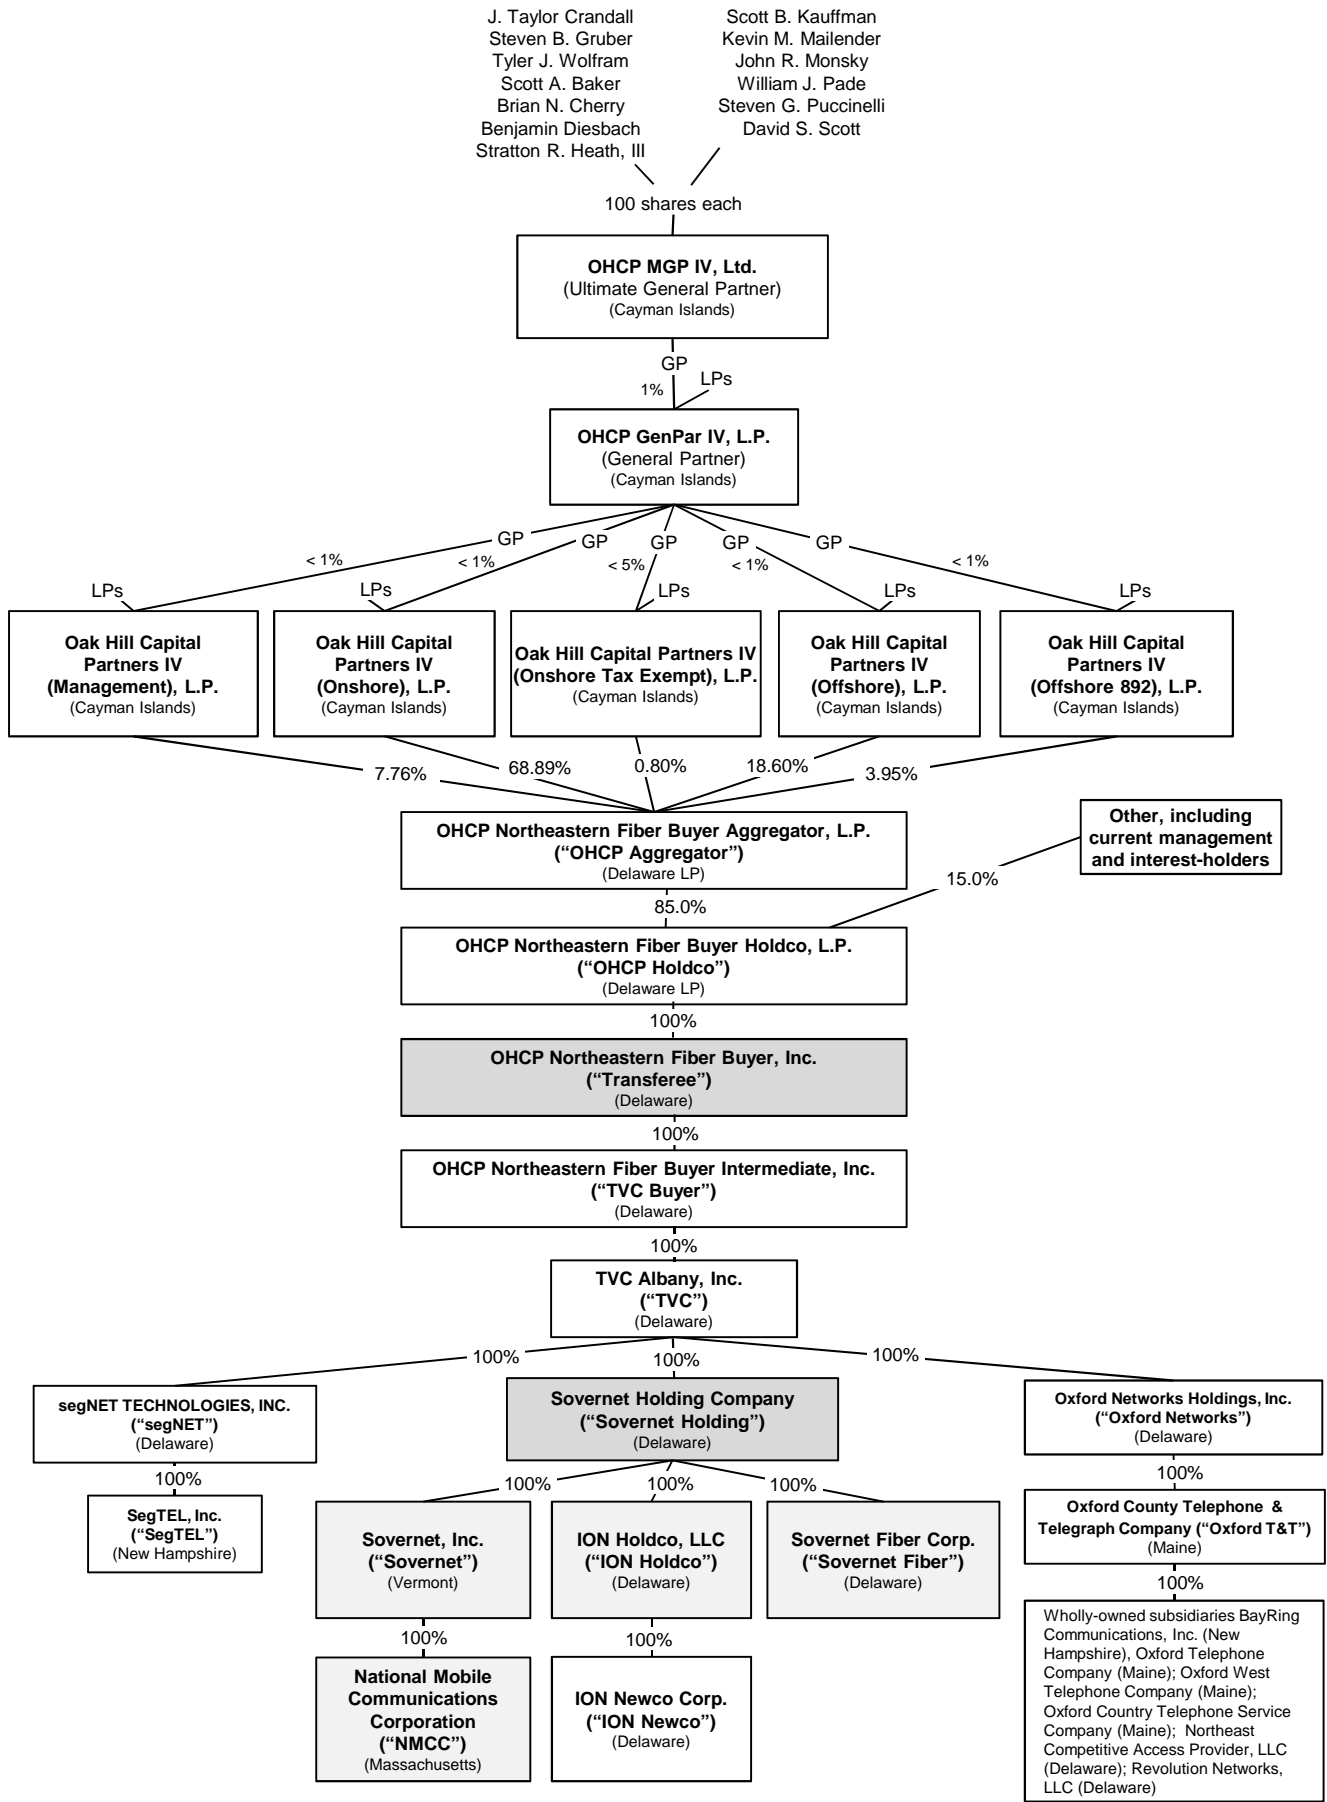 J. Taylor Crandall
Steven B. Gruber
Tyler J. Wolfram
Scott A. Baker
Brian N. Cherry
Benjamin Diesbach
Stratton R. Heath, III
Scott B. Kauffman
Kevin M. Mailender
John R. Monsky
William J. Pade
Steven G. Puccinelli
David S. Scott
100 shares each
OHCP MGP IV, Ltd.
(Ultimate General Partner)
(Cayman Islands)
GP
1%
LPs
OHCP GenPar IV, L.P.
(General Partner)
(Cayman Islands)
GP
GP
GP
GP
GP
< 1%
< 1%
< 5%
< 1%
< 1%
LPs
LPs
LPs
LPs
LPs
Oak Hill Capital
Partners IV
(Management), L.P.
(Cayman Islands)
Oak Hill Capital
Partners IV
(Onshore), L.P.
(Cayman Islands)
Oak Hill Capital Partners IV
(Onshore Tax Exempt), L.P.
(Cayman Islands)
Oak Hill Capital
Partners IV
(Offshore), L.P.
(Cayman Islands)
Oak Hill Capital
Partners IV
(Offshore 892), L.P.
(Cayman Islands)
7.76%
68.89%
0.80%
18.60%
3.95%
OHCP Northeastern Fiber Buyer Aggregator, L.P.
(“OHCP Aggregator”)
(Delaware LP)
Other, including
current management
and interest-holders
85.0%
15.0%
OHCP Northeastern Fiber Buyer Holdco, L.P.
(“OHCP Holdco”)
(Delaware LP)
100%
OHCP Northeastern Fiber Buyer, Inc.
(“Transferee”)
(Delaware)
100%
OHCP Northeastern Fiber Buyer Intermediate, Inc.
(“TVC Buyer”)
(Delaware)
100%
TVC Albany, Inc.
(“TVC”)
(Delaware)
100%
100%
100%
segNET TECHNOLOGIES, INC.
(“segNET”)
(Delaware)
100%
SegTEL, Inc.
(“SegTEL”)
(New Hampshire)
Sovernet Holding Company
(“Sovernet Holding”)
(Delaware)
100%
100%
100%
Sovernet, Inc.
(“Sovernet”)
(Vermont)
ION Holdco, LLC
(“ION Holdco”)
(Delaware)
Sovernet Fiber Corp.
(“Sovernet Fiber”)
(Delaware)
100%
100%
National Mobile
Communications
Corporation
(“NMCC”)
(Massachusetts)
ION Newco Corp.
(“ION Newco”)
(Delaware)
Oxford Networks Holdings, Inc.
(“Oxford Networks”)
(Delaware)
100%
Oxford County Telephone &
Telegraph Company (“Oxford T&T”)
(Maine)
100%
Wholly-owned subsidiaries BayRing
Communications, Inc. (New
Hampshire), Oxford Telephone
Company (Maine); Oxford West
Telephone Company (Maine);
Oxford Country Telephone Service
Company (Maine); Northeast
Competitive Access Provider, LLC
(Delaware); Revolution Networks,
LLC (Delaware)